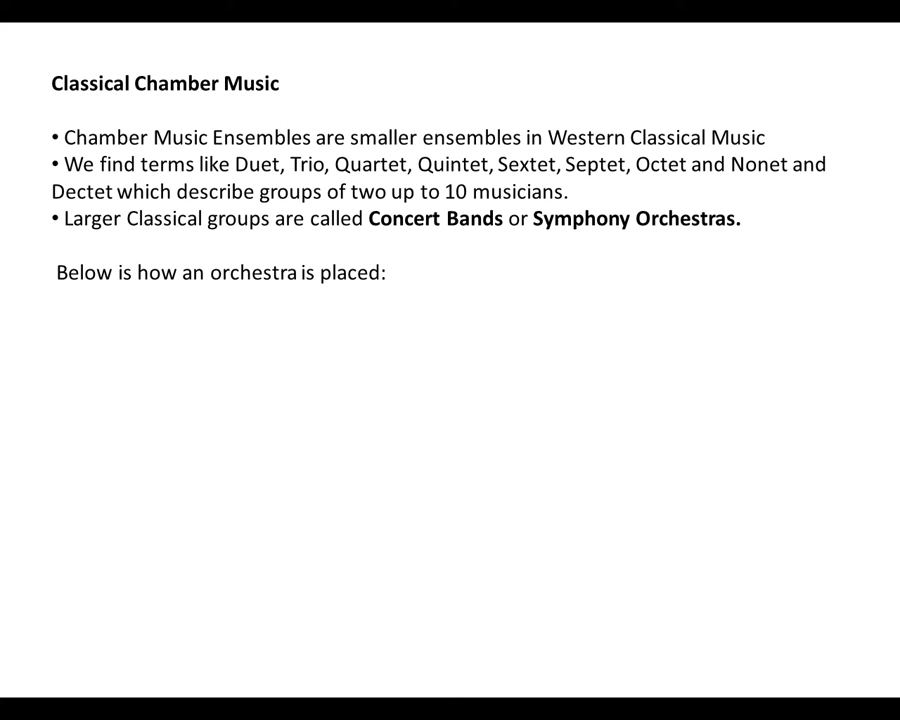 Classical Chamber Music
• Chamber Music Ensembles are smaller ensembles in Western Classical Music
• We find terms like Duet, Trio, Quartet, Quintet, Sextet, Septet, Octet and Nonet and
Dectet which describe groups of two up to 10 musicians.
• Larger Classical groups are called Concert Bands or Symphony Orchestras.
Below is how an orchestra is placed: